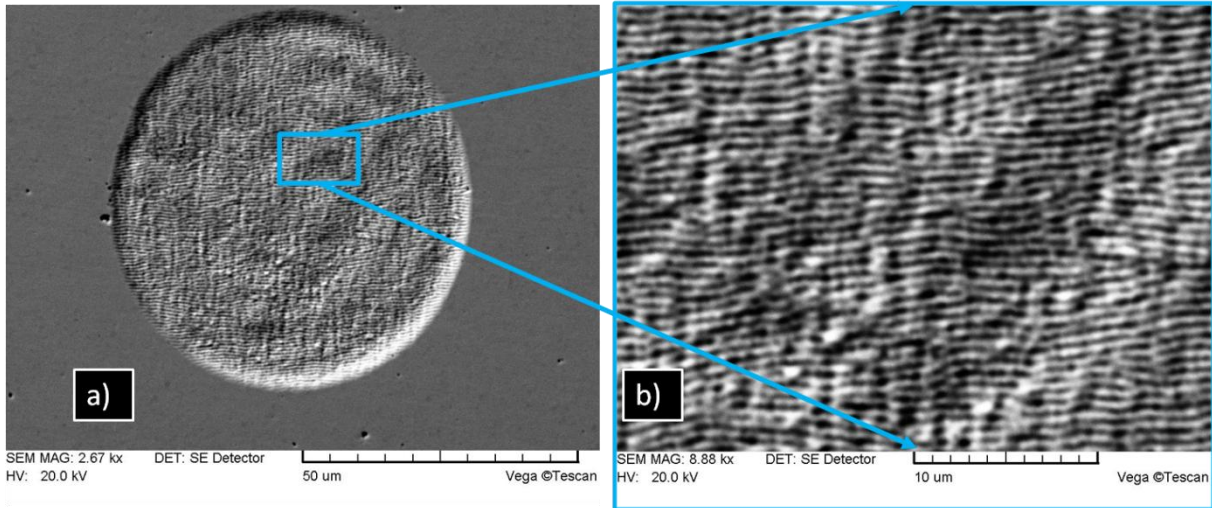 a)
SEM MAG: 2.67 kx DET: SE Detector
HV: 20.0 kV 50 um Vega ©Tescan
b)
SEM MAG: 8.88 kx DET: SE Detector
HV: 20.0 kV 10 um Vega ©Tescan